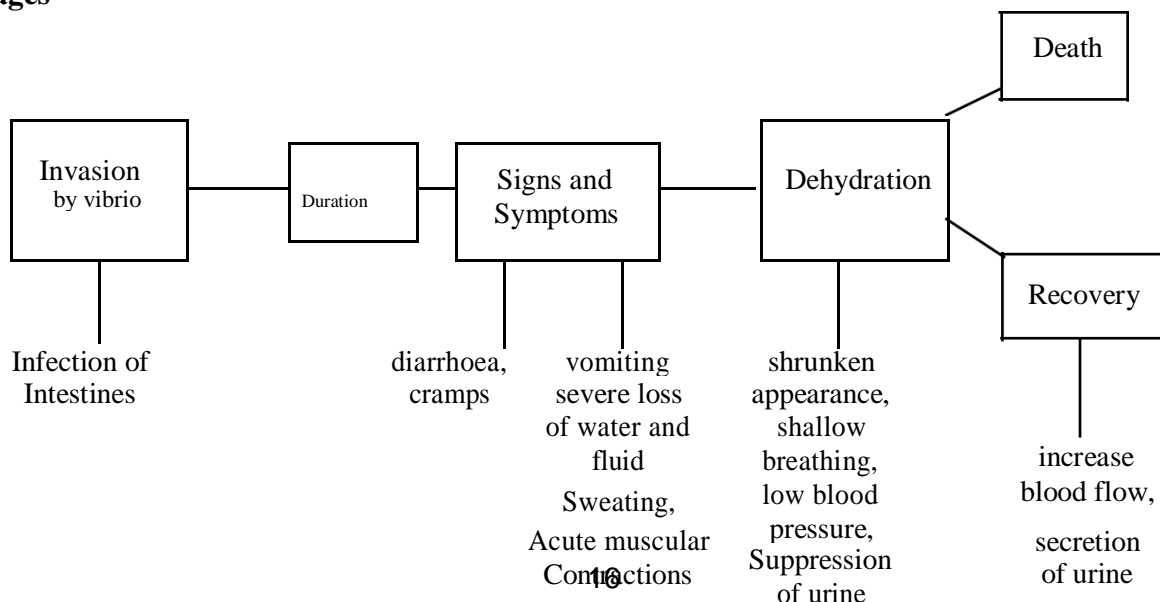 ages
Death
Invasion
by vibrio
Duration
Signs and
Symptoms
Dehydration
Recovery
Infection of
Intestines
diarrhoea,
cramps
vomiting
severe loss
of water and
fluid
Sweating,
Acute muscular
Contractions
shrunken
appearance,
shallow
breathing,
low blood
pressure,
Suppression
of urine
increase
blood flow,
secretion
of urine
16